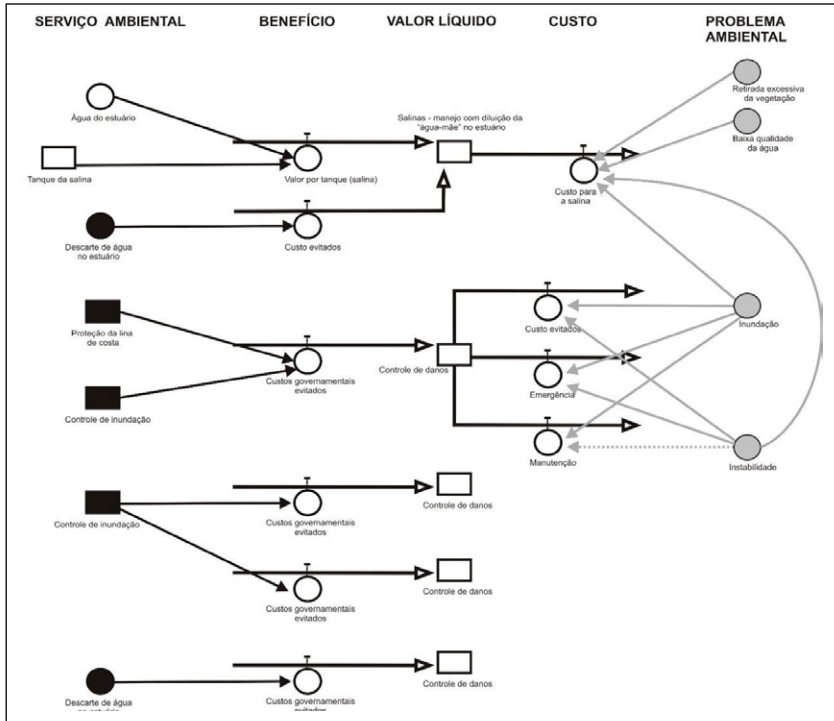 SERVIÇO AMBIENTAL
BENEFÍCIO
VALOR LÍQUIDO
CUSTO
PROBLEMA
AMBIENTAL
Retirada excessiva
da vegetação
Água do estuário
Salinas - manejo com diluição da
"água-mãe" no estuário
Baixa qualidade
da água
Tanque da salina
Valor por tanque (salina)
Custo para
a salina
Descarte de água
no estuário
Custo evitados
Proteção da lina
de costa
Custos governamentais
evitados
Controle de danos
Custo evitados
Inundação
Emergência
Controle de inundação
Manutenção
Instabilidade
Controle de inundação
Custos governamentais
evitados
Controle de danos
Custos governamentais
evitados
Controle de danos
Descarte de água
no estuário
Custos governamentais
evitados
Controle de danos